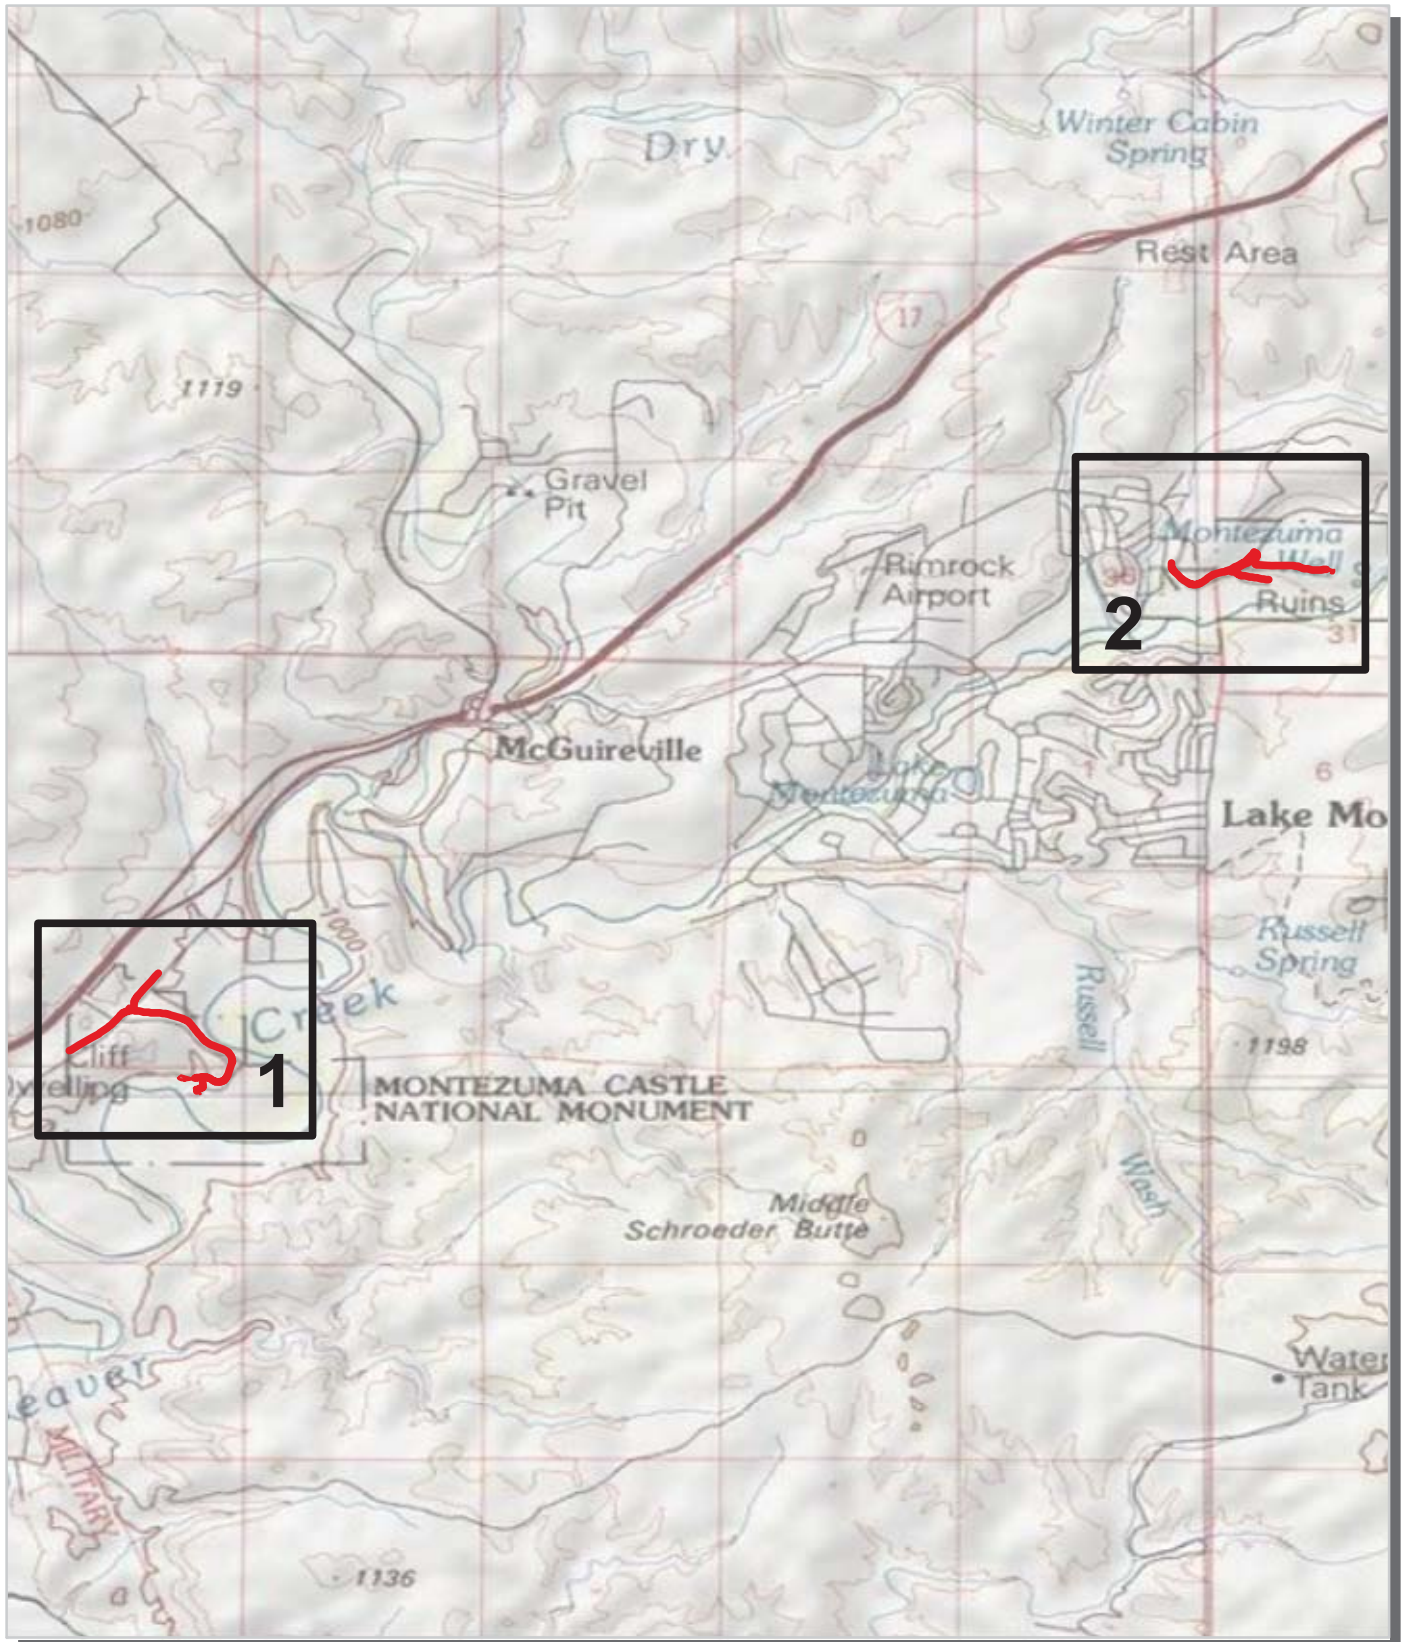 Dry
Winter Cabin
Spring
1080
Rest Area
17
1119
Gravel
Pit
Montezuma
Well
Rimrock
Airport
36
Ruins
2
31
McGuireville
Lake
Montezuma
1
6
Lake Mo
1000
Russell
Spring
Creek
Russell
1198
Cliff
Dwelling
1
MONTEZUMA CASTLE
NATIONAL MONUMENT
Wash
Middle
Schroeder Butte
Water
Tank
eaver
MILITARY
1136